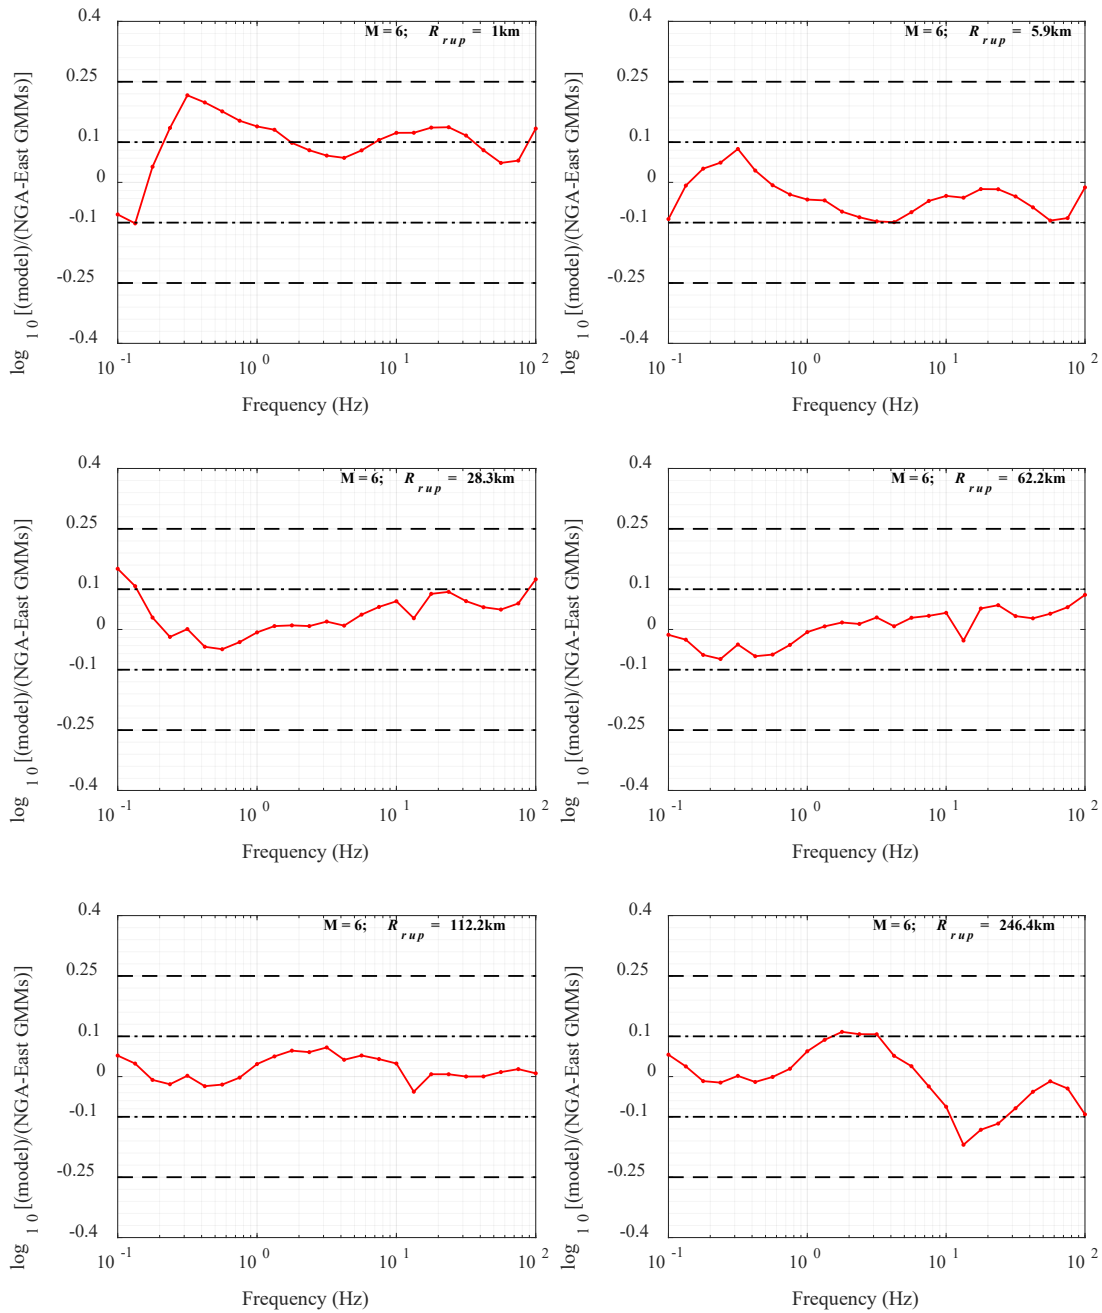 M = 6; R rup = 1km
0.4
0.25
0.1
0
-0.1
-0.25
-0.4
log 10[(model)/(NGA-East GMMs)]
10^-1 10^0 10^1 10^2
Frequency (Hz)
M = 6; R rup = 5.9km
0.4
0.25
0.1
0
-0.1
-0.25
-0.4
log 10[(model)/(NGA-East GMMs)]
10^-1 10^0 10^1 10^2
Frequency (Hz)
M = 6; R rup = 28.3km
0.4
0.25
0.1
0
-0.1
-0.25
-0.4
log 10[(model)/(NGA-East GMMs)]
10^-1 10^0 10^1 10^2
Frequency (Hz)
M = 6; R rup = 62.2km
0.4
0.25
0.1
0
-0.1
-0.25
-0.4
log 10[(model)/(NGA-East GMMs)]
10^-1 10^0 10^1 10^2
Frequency (Hz)
M = 6; R rup = 112.2km
0.4
0.25
0.1
0
-0.1
-0.25
-0.4
log 10[(model)/(NGA-East GMMs)]
10^-1 10^0 10^1 10^2
Frequency (Hz)
M = 6; R rup = 246.4km
0.4
0.25
0.1
0
-0.1
-0.25
-0.4
log 10[(model)/(NGA-East GMMs)]
10^-1 10^0 10^1 10^2
Frequency (Hz)